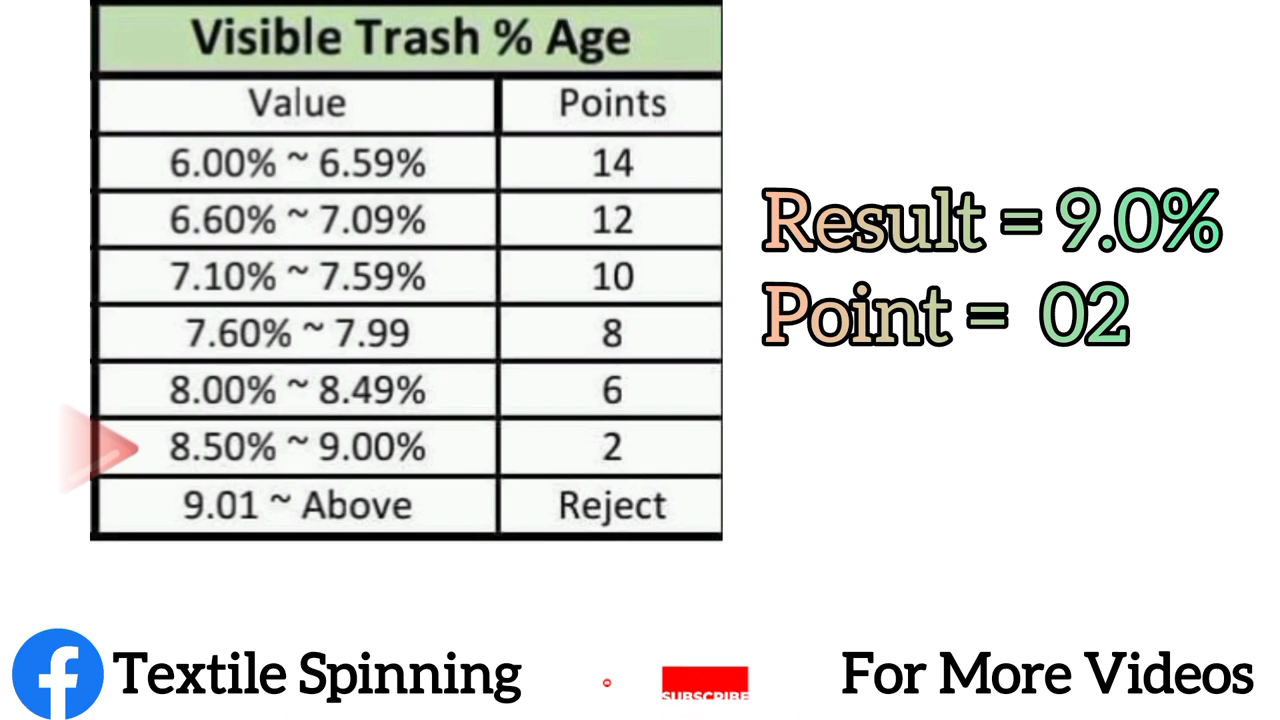 Visible Trash % Age
Value Points
6.00% ~ 6.59% 14
6.60% ~ 7.09% 12
7.10% ~ 7.59% 10
7.60% ~ 7.99 8
8.00% ~ 8.49% 6
8.50% ~ 9.00% 2
9.01 ~ Above Reject
Result = 9.0%
Point = 02
Textile Spinning
SUBSCRIBE
For More Videos